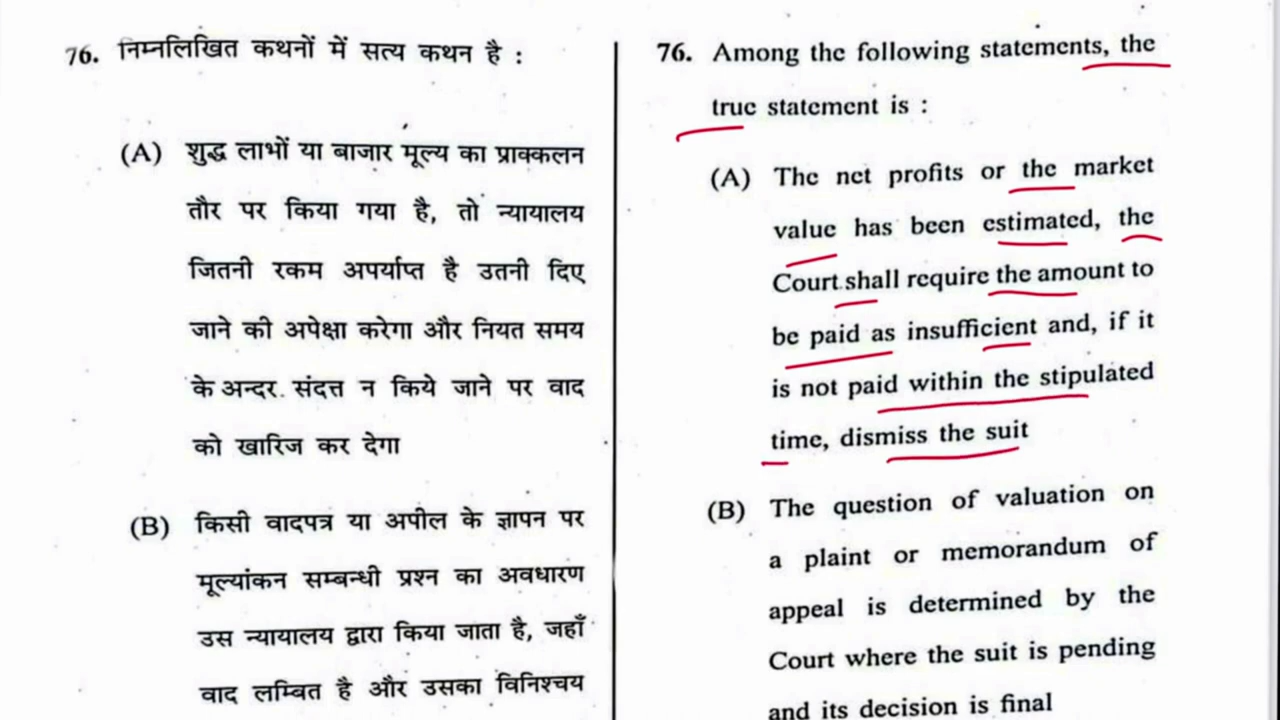 76. निम्नलिखित कथनों में सत्य कथन है :
(A) शुद्ध लाभों या बाजार मूल्य का प्राक्कलन
तौर पर किया गया है, तो न्यायालय
जितनी रकम अपर्याप्त है उतनी दिए
जाने की अपेक्षा करेगा और नियत समय
के अन्दर संदत्त न किये जाने पर वाद
को खारिज कर देगा
(B) किसी वादपत्र या अपील के ज्ञापन पर
मूल्यांकन सम्बन्धी प्रश्न का अवधारण
उस न्यायालय द्वारा किया जाता है, जहाँ
वाद लम्बित है और उसका विनिश्चय
76. Among the following statements, the
true statement is :
(A) The net profits or the market
value has been estimated, the
Court shall require the amount to
be paid as insufficient and, if it
is not paid within the stipulated
time, dismiss the suit
(B) The question of valuation on
a plaint or memorandum of
appeal is determined by the
Court where the suit is pending
and its decision is final